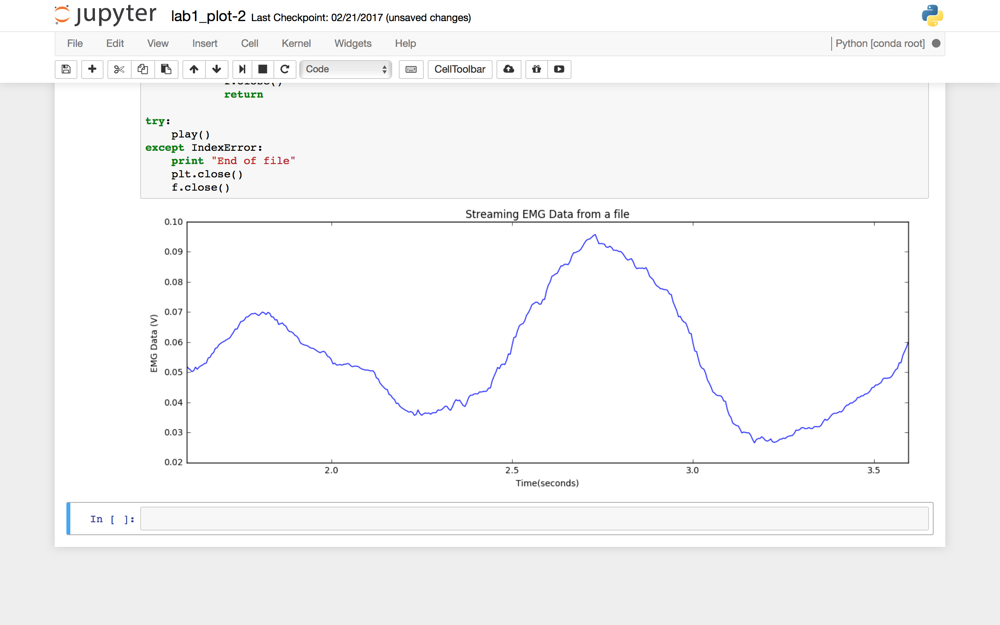 jupyter lab1_plot-2 Last Checkpoint: 02/21/2017 (unsaved changes)
File Edit View Insert Cell Kernel Widgets Help Python [conda root]
Code CellToolbar
f.close()
return
try:
play()
except IndexError:
print "End of file"
plt.close()
f.close()
Streaming EMG Data from a file
0.10
0.09
0.08
0.07
0.06
0.05
0.04
0.03
0.02
EMG Data (V)
2.0 2.5 3.0 3.5
Time(seconds)
In [ ]: